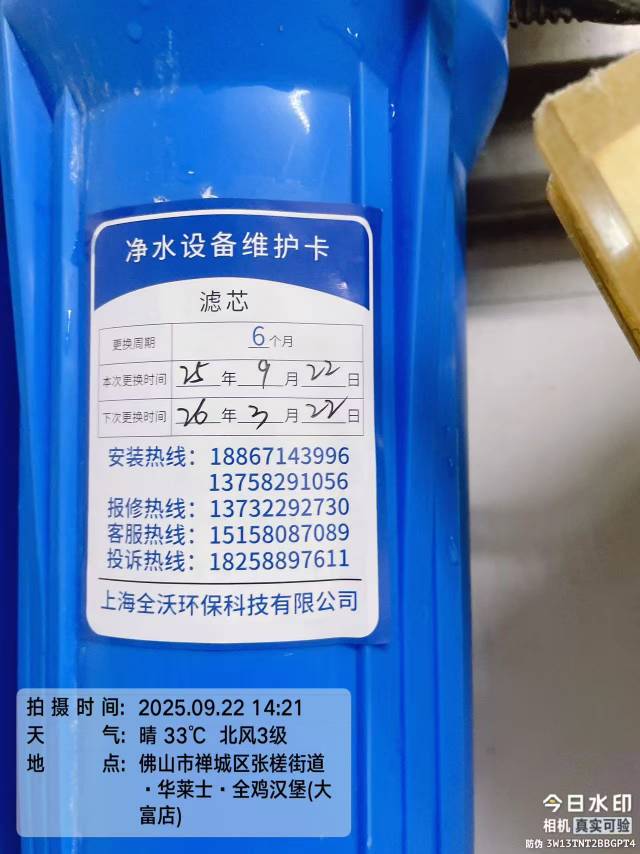 净水设备维护卡
滤芯
更换周期 6个月
本次更换时间 25年9月22日
下次更换时间 26年3月22日
安装热线：18867143996
13758291056
报修热线：13732292730
客服热线：15158087089
投诉热线：18258897611
上海全沃环保科技有限公司
拍摄时间：2025.09.22 14:21
天气：晴 33℃ 北风3级
地点：佛山市禅城区张槎街道
·华莱士·全鸡汉堡(大
富店)
今日水印
相机 真实可验
防伪 3W13TNT2BBGPT4